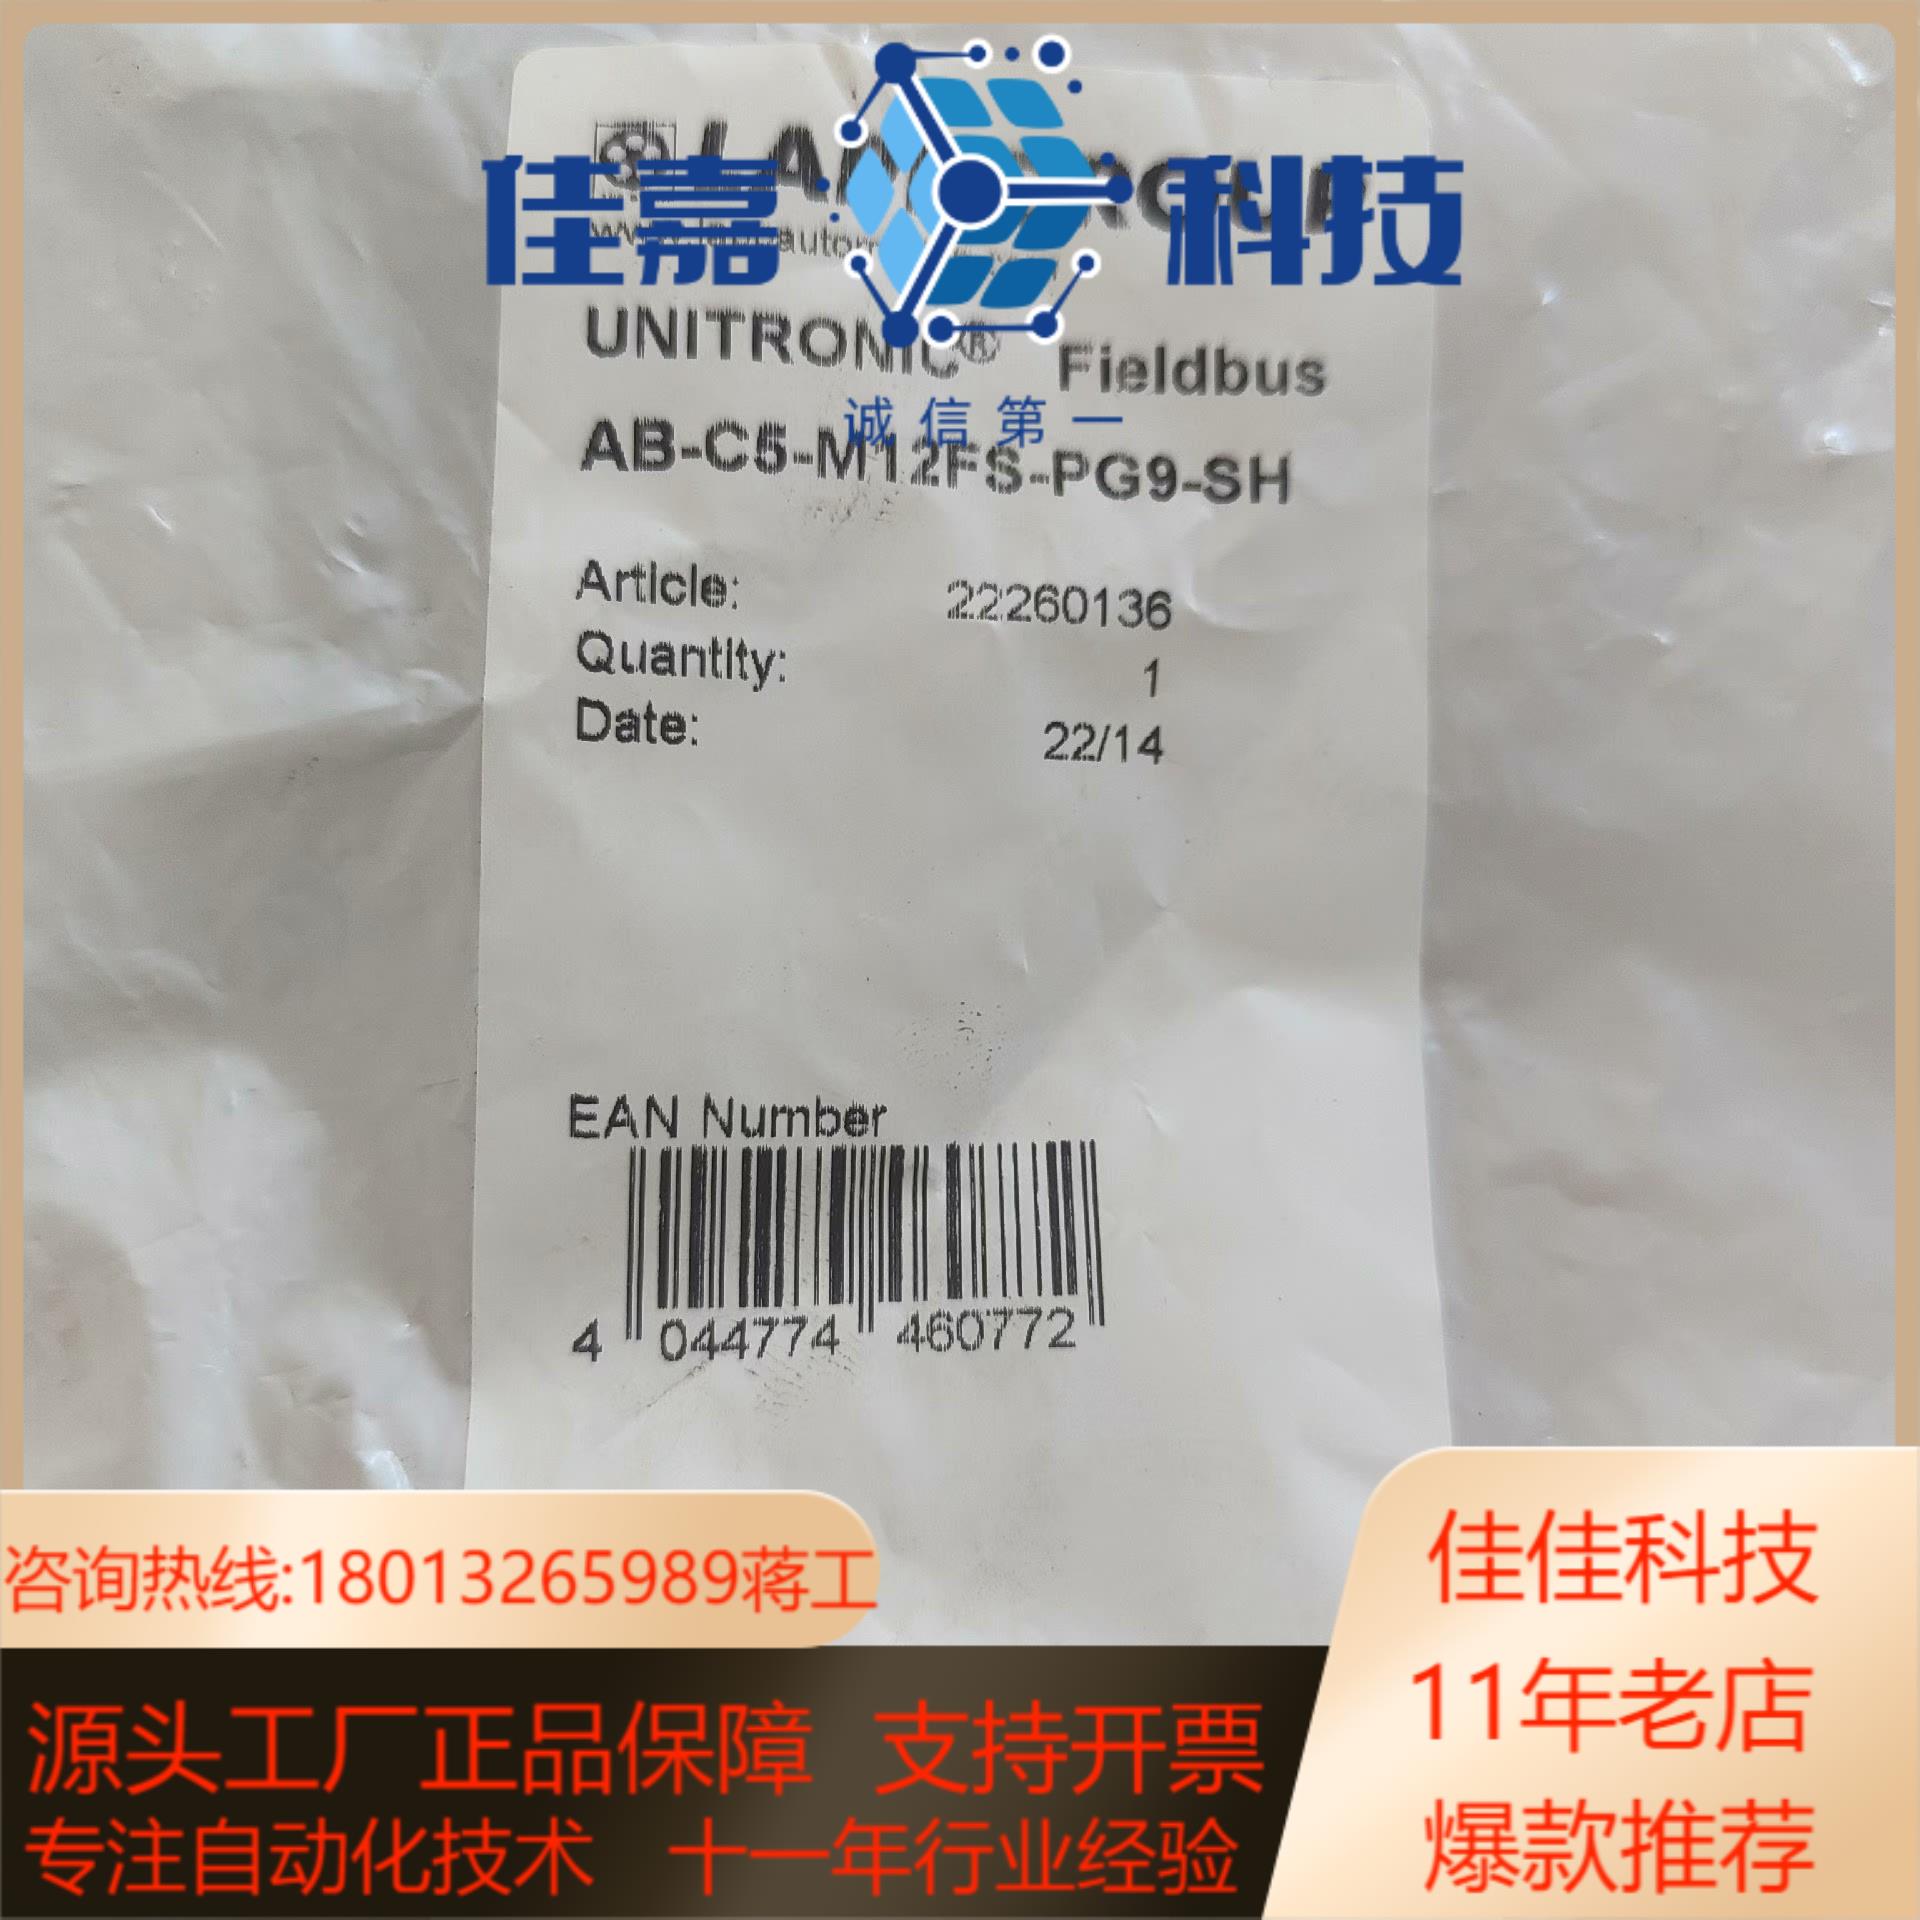 佳嘉 科技
UNITRONIC® Fieldbus
诚信第一
AB-C5-M12FS-PG9-SH
Article: 22260136
Quantity: 1
Date: 22/14
EAN Number
4 044774 460772
咨询热线:18013265989蒋工
源头工厂正品保障 支持开票
专注自动化技术 十一年行业经验
佳佳科技
11年老店
爆款推荐